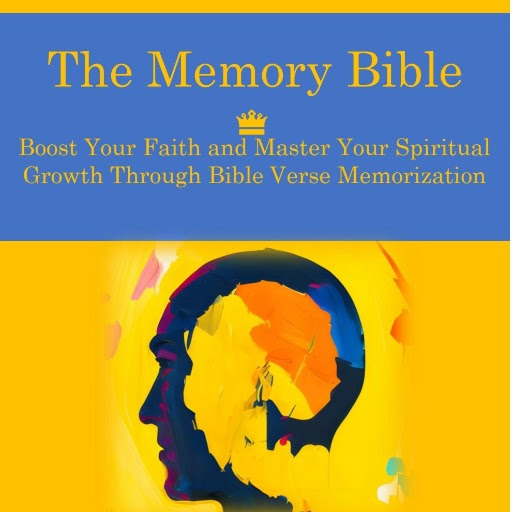 The Memory Bible
Boost Your Faith and Master Your Spiritual
Growth Through Bible Verse Memorization